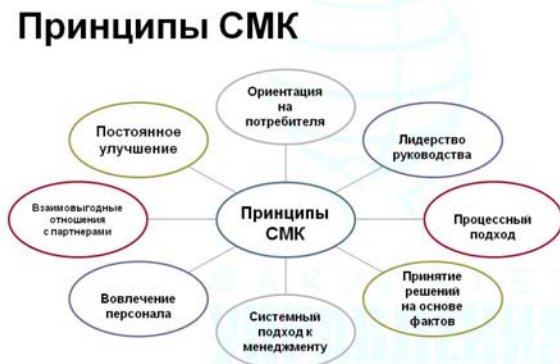 Принципы СМК
Ориентация
на
потребителя
Постоянное
улучшение
Лидерство
руководства
Взаимовыгодные
отношения
с партнерами
Принципы
СМК
Процессный
подход
Вовлечение
персонала
Системный
подход к
менеджменту
Принятие
решений
на основе
фактов